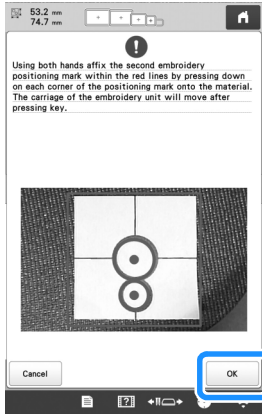 53.2 mm
74.7 mm
Using both hands affix the second embroidery
positioning mark within the red lines by pressing down
on each corner of the positioning mark onto the material.
The carriage of the embroidery unit will move after
pressing key.
Cancel
OK